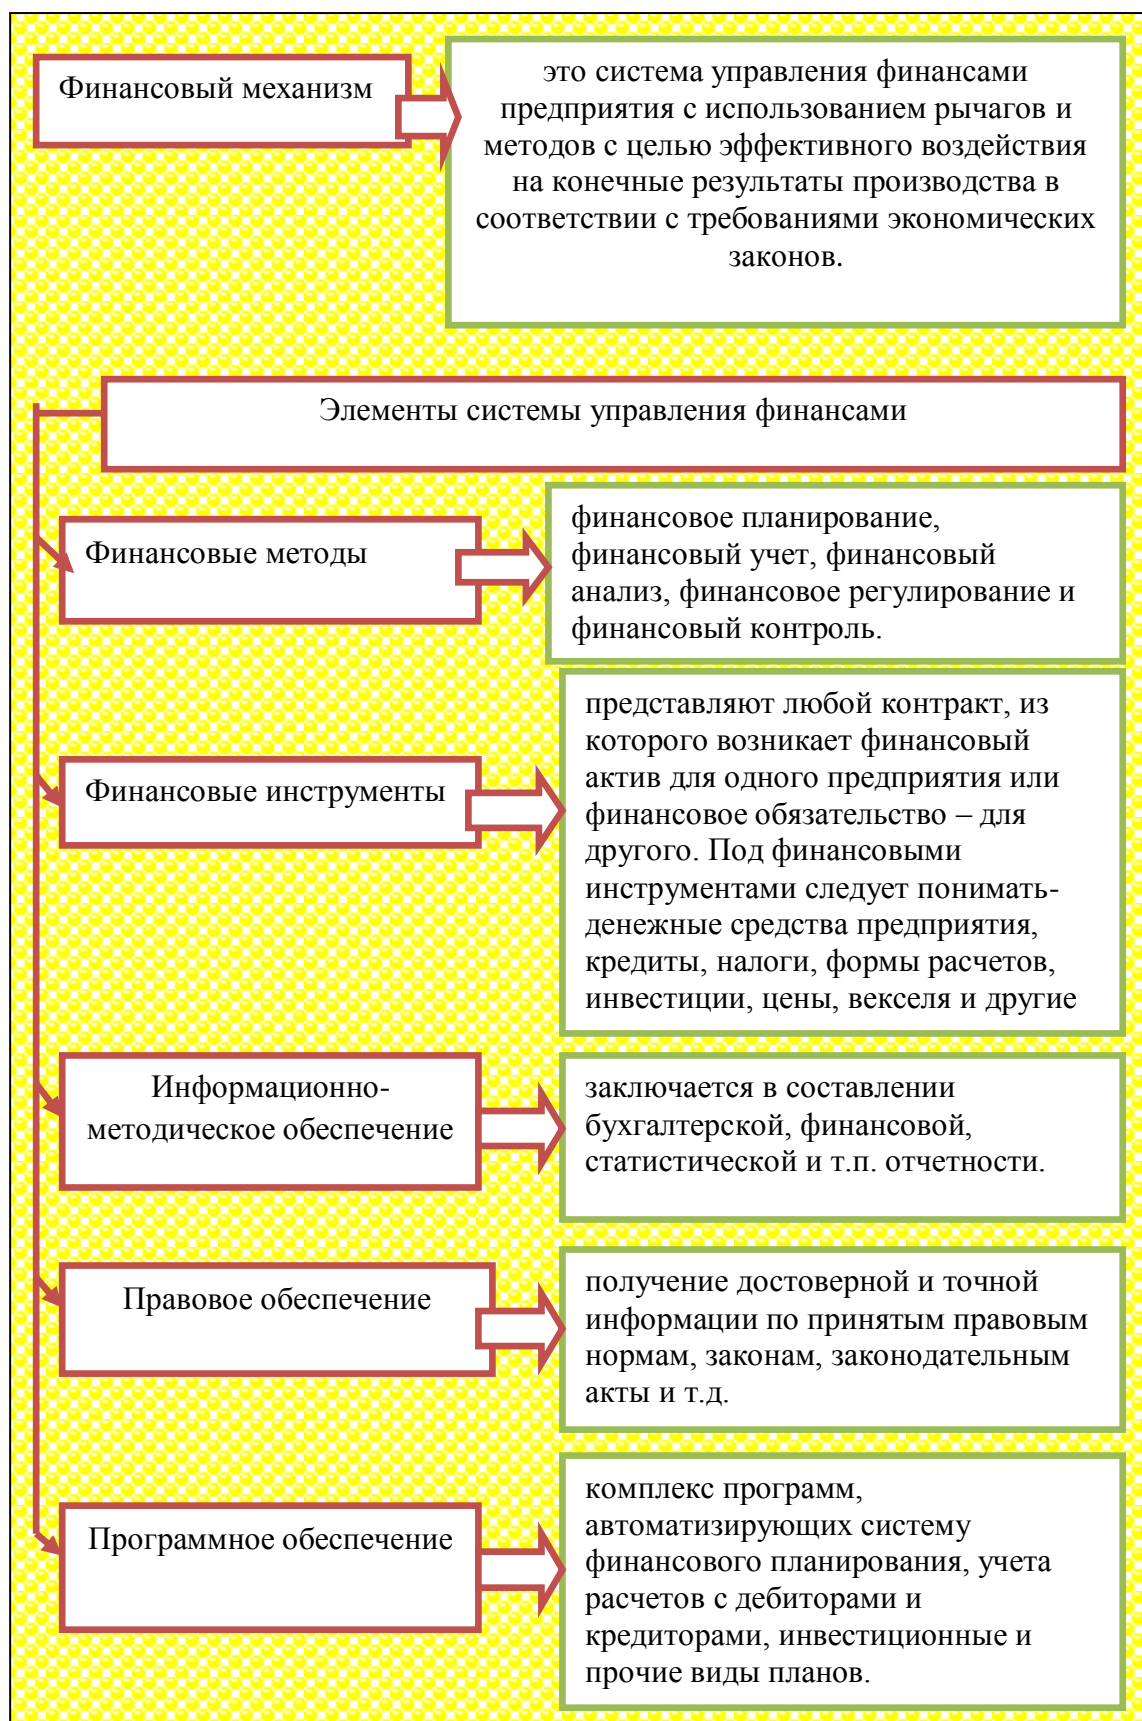 Финансовый механизм
это система управления финансами
предприятия с использованием рычагов и
методов с целью эффективного воздействия
на конечные результаты производства в
соответствии с требованиями экономических
законов.
Элементы системы управления финансами
Финансовые методы
финансовое планирование,
финансовый учет, финансовый
анализ, финансовое регулирование и
финансовый контроль.
Финансовые инструменты
представляют любой контракт, из
которого возникает финансовый
актив для одного предприятия или
финансовое обязательство – для
другого. Под финансовыми
инструментами следует понимать-
денежные средства предприятия,
кредиты, налоги, формы расчетов,
инвестиции, цены, векселя и другие
Информационно-
методическое обеспечение
заключается в составлении
бухгалтерской, финансовой,
статистической и т.п. отчетности.
Правовое обеспечение
получение достоверной и точной
информации по принятым правовым
нормам, законам, законодательным
акты и т.д.
Программное обеспечение
комплекс программ,
автоматизирующих систему
финансового планирования, учета
расчетов с дебиторами и
кредиторами, инвестиционные и
прочие виды планов.